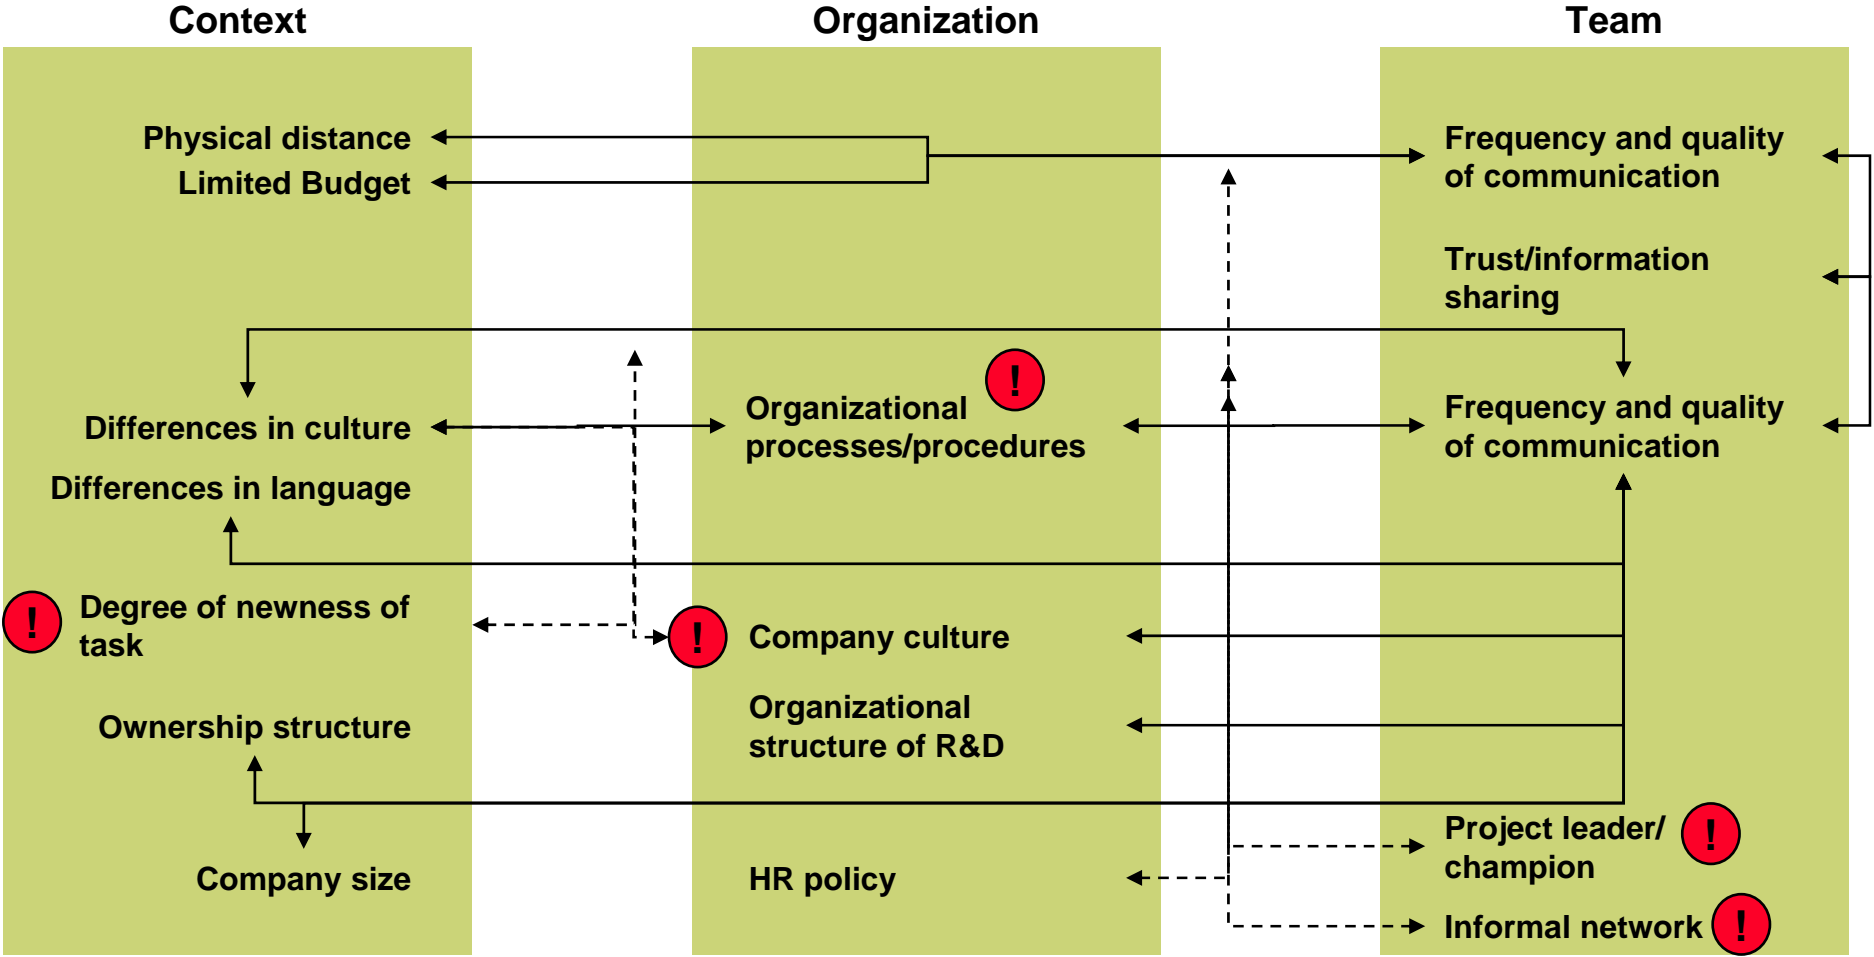 Context
Organization
Team
Physical distance
Limited Budget
Frequency and quality
of communication
Trust/information
sharing
!
Differences in culture
Organizational
processes/procedures
Frequency and quality
of communication
Differences in language
!
Degree of newness of
task
!
Company culture
Ownership structure
Organizational
structure of R&D
Project leader/
champion
!
Company size
HR policy
Informal network
!